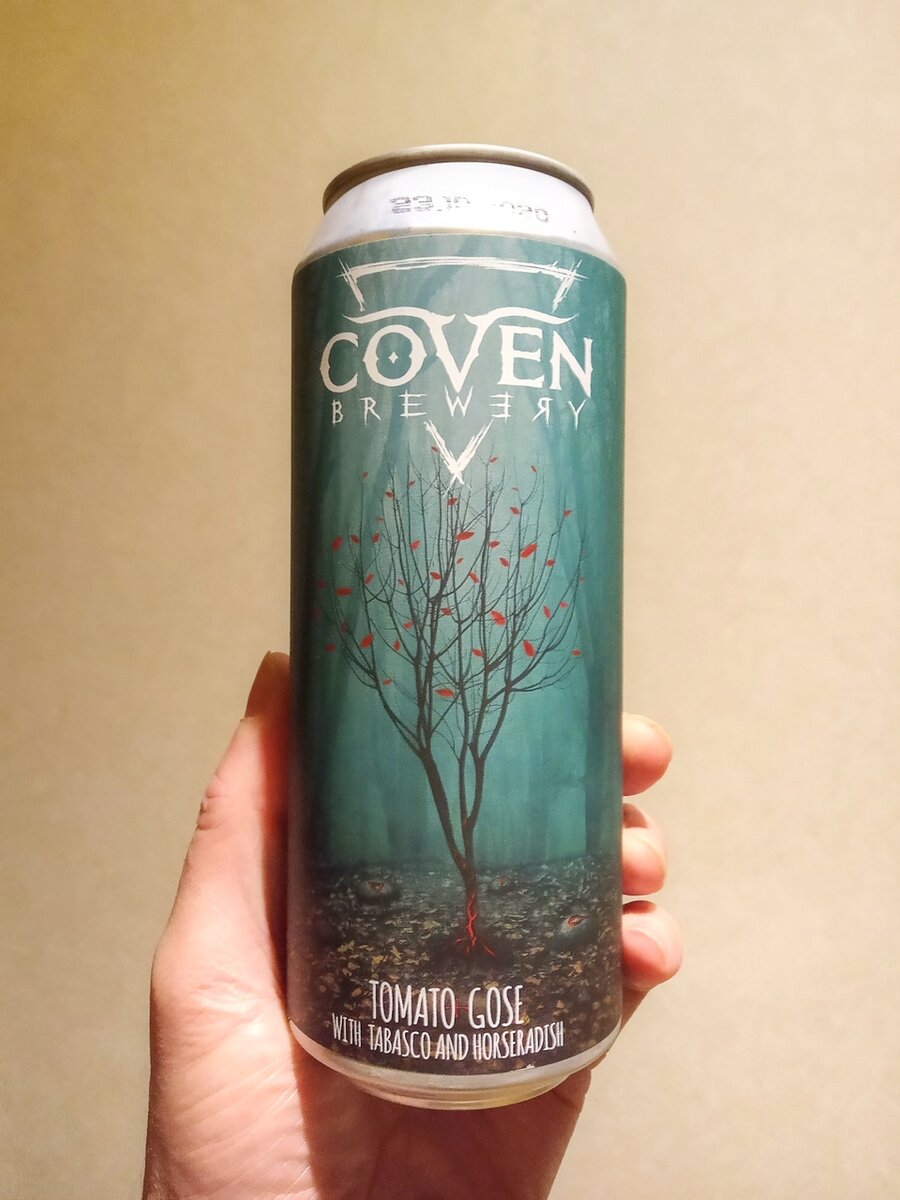 COVEN
BREWERY
TOMATO GOSE
WITH TABASCO AND HORSERADISH